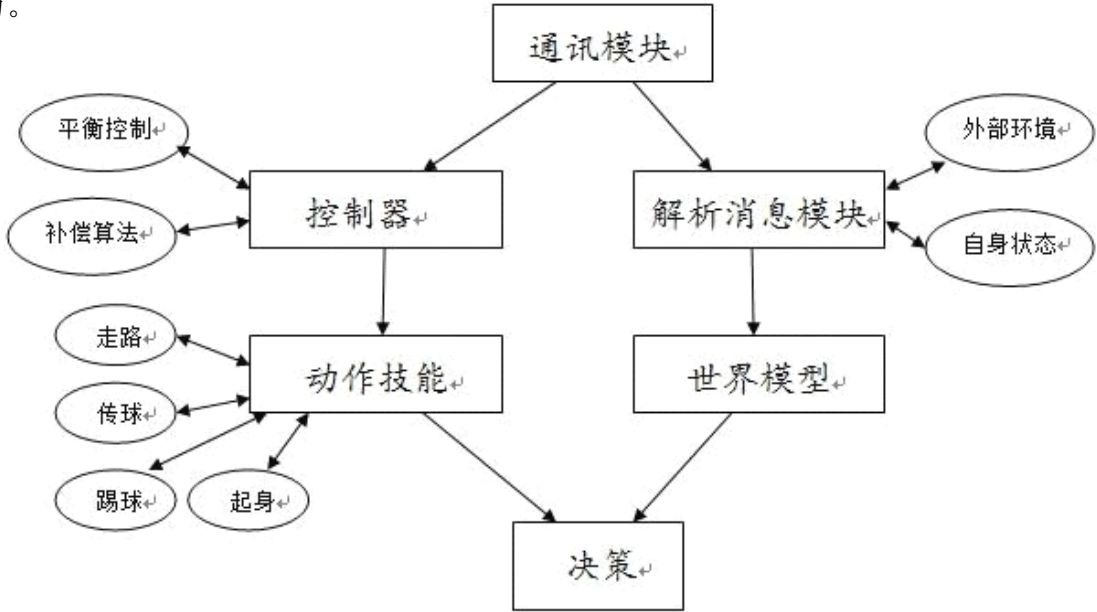 。
通讯模块
平衡控制
外部环境
控制器
解析消息模块
补偿算法
自身状态
走路
动作技能
世界模型
传球
踢球
起身
决策